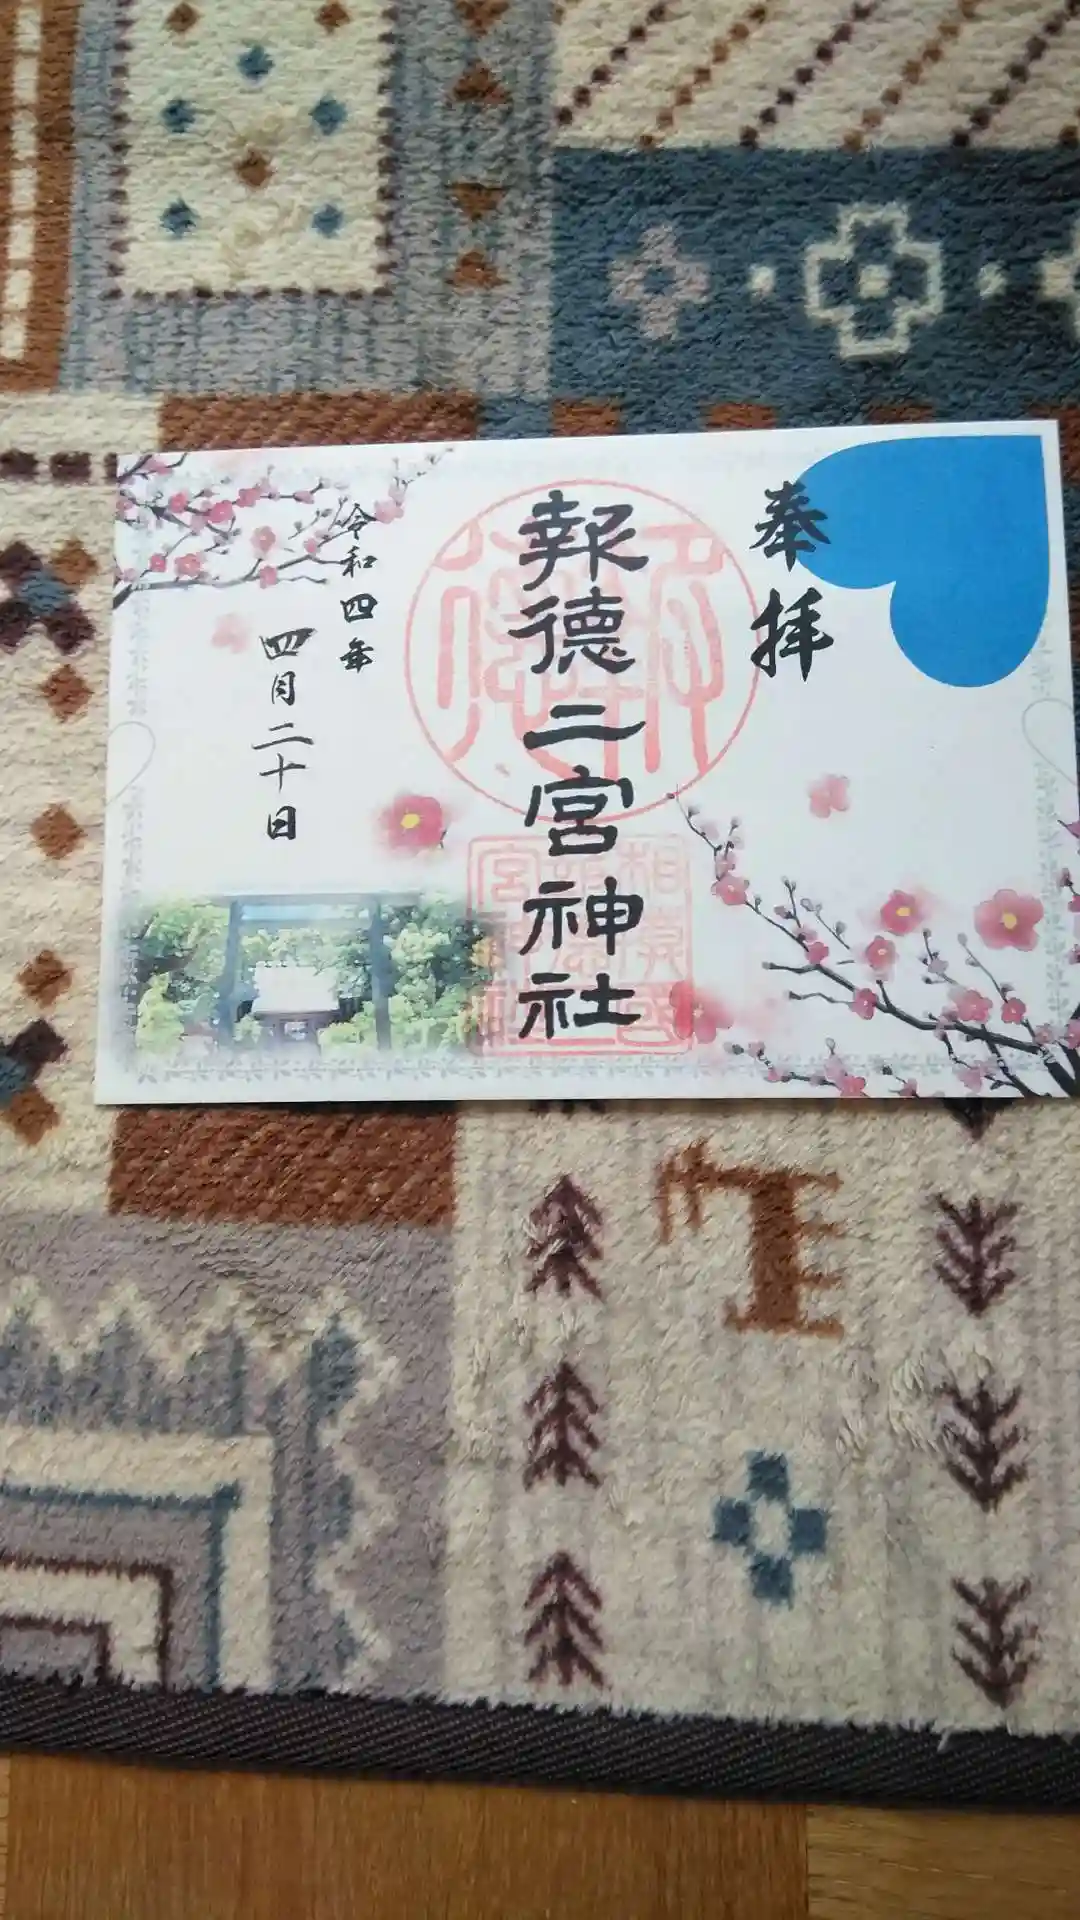 奉拝
報徳二宮神社
令和四年
四月二十日